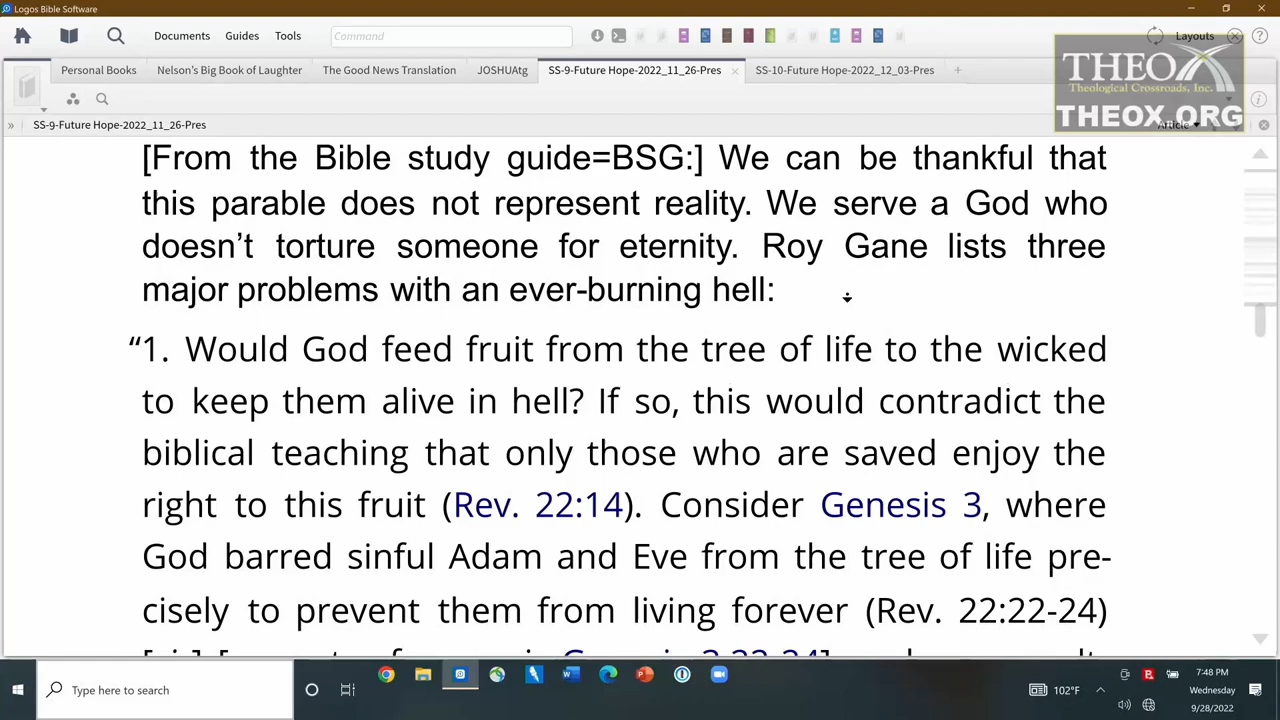 Logos Bible Software
Documents Guides Tools Command Layouts
Personal Books Nelson's Big Book of Laughter The Good News Translation JOSHUAtg SS-9-Future Hope-2022_11_26-Pres SS-10-Future Hope-2022_12_03-Pres
THEOX
Theological Crossroads, Inc.
THEOX.ORG
SS-9-Future Hope-2022_11_26-Pres Article
[From the Bible study guide=BSG:] We can be thankful that
this parable does not represent reality. We serve a God who
doesn’t torture someone for eternity. Roy Gane lists three
major problems with an ever-burning hell:
“1. Would God feed fruit from the tree of life to the wicked
to keep them alive in hell? If so, this would contradict the
biblical teaching that only those who are saved enjoy the
right to this fruit (Rev. 22:14). Consider Genesis 3, where
God barred sinful Adam and Eve from the tree of life pre-
cisely to prevent them from living forever (Rev. 22:22-24)
Type here to search
102°F
7:48 PM
Wednesday
9/28/2022